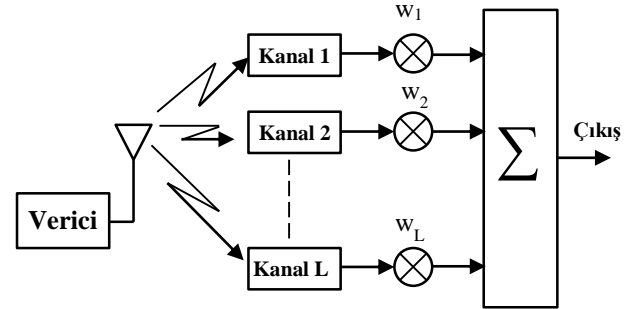 w1
Kanal 1
w2
Kanal 2
Çıkış
∑
Verici
wL
Kanal L